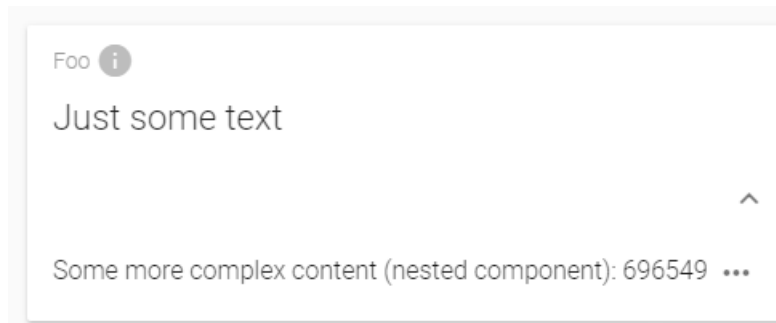 Foo
Just some text
Some more complex content (nested component): 696549